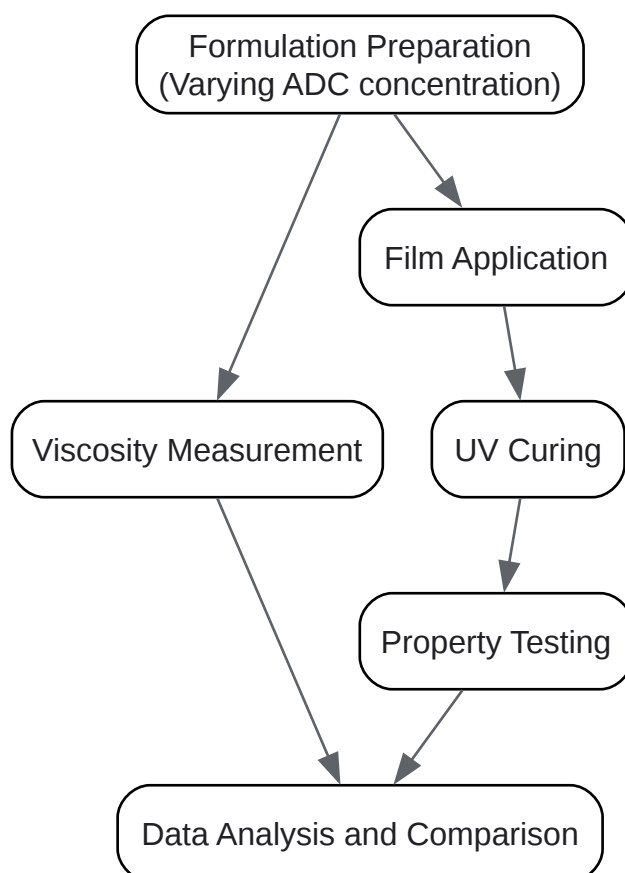 Formulation Preparation
(Varying ADC concentration)
Film Application
Viscosity Measurement
UV Curing
Property Testing
Data Analysis and Comparison